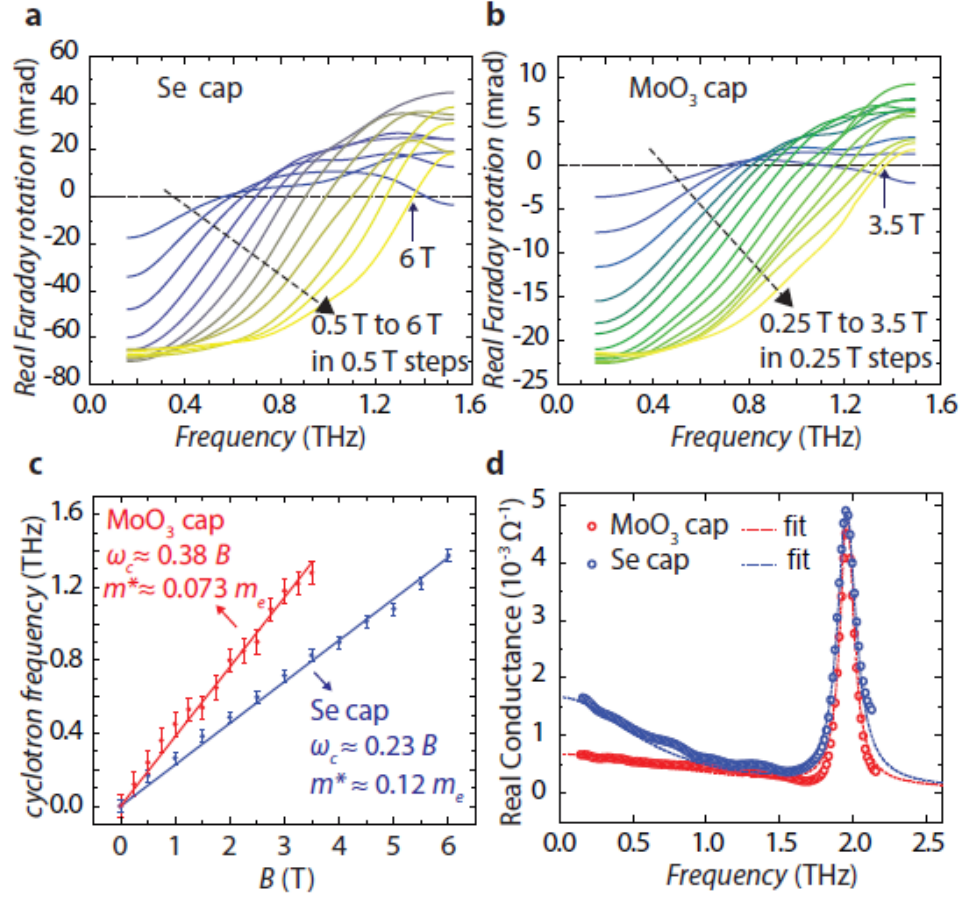 a
Real Faraday rotation (mrad)
60
40
20
0
-20
-40
-60
-80
Se cap
6 T
0.5 T to 6 T
in 0.5 T steps
0.0 0.4 0.8 1.2 1.6
Frequency (THz)
b
Real Faraday rotation (mrad)
10
5
0
-5
-10
-15
-20
-25
MoO₃ cap
3.5 T
0.25 T to 3.5 T
in 0.25 T steps
0.0 0.4 0.8 1.2 1.6
Frequency (THz)
c
cyclotron frequency (THz)
1.6
1.2
0.8
0.4
0.0
MoO₃ cap
ω_c ≈ 0.38 B
m* ≈ 0.073 m_e
Se cap
ω_c ≈ 0.23 B
m* ≈ 0.12 m_e
0 1 2 3 4 5 6
B (T)
d
Real Conductance (10⁻³ Ω⁻¹)
5
4
3
2
1
0
MoO₃ cap fit
Se cap fit
0.0 0.5 1.0 1.5 2.0 2.5
Frequency (THz)